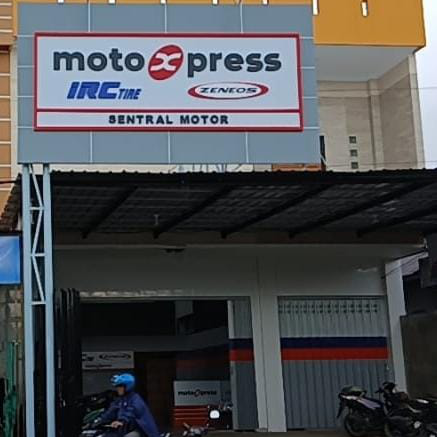 motoxpress
IRC TIRE
ZENEOS
SENTRAL MOTOR
motoxpress